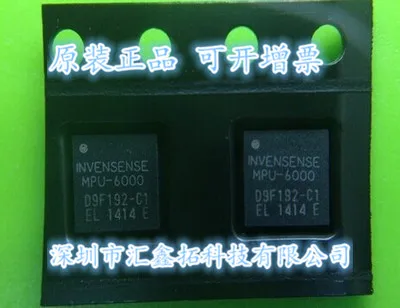 原装正品 可开增票
INVENSENSE
MPU-6000
D9F192-C1
EL 1414 E
INVENSENSE
MPU-6000
D9F192-C1
EL 1414 E
深圳市汇鑫拓科技有限公司